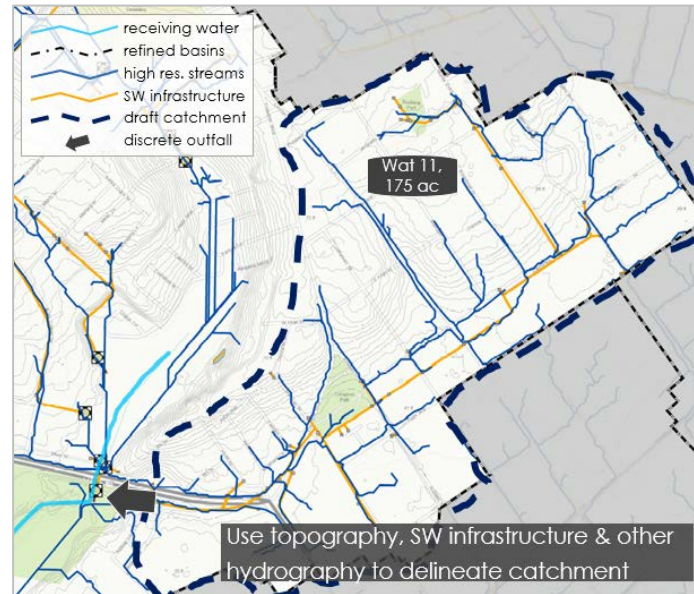 receiving water
refined basins
high res. streams
SW infrastructure
draft catchment
discrete outfall
Wat 11,
175 ac
Use topography, SW infrastructure & other
hydrography to delineate catchment